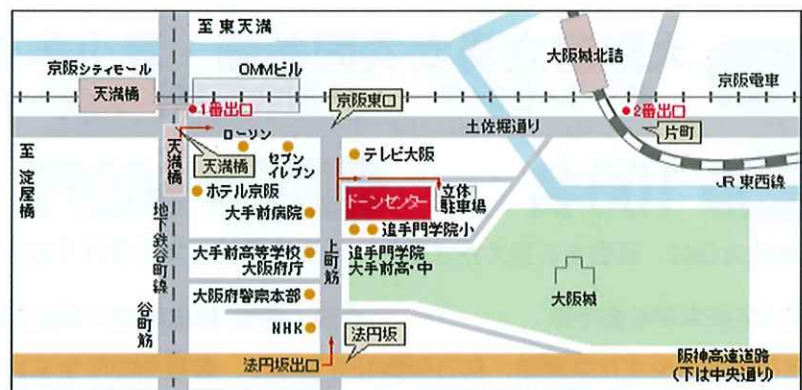 至 東天満
京阪シティモール
OMMビル
大阪城北詰
京阪電車
天満橋
1番出口
京阪東口
2番出口
ローソン
土佐堀通り
片町
天満橋
天満橋
セブン
イレブン
テレビ大阪
至 淀屋橋
JR 東西線
ホテル京阪
ドーンセンター
立体
駐車場
大手前病院
追手門学院小
地下鉄谷町線
大手前高等学校
大阪府庁
上町筋
追手門学院
大手前高・中
谷町筋
大阪府警察本部
大阪城
NHK
法円坂
法円坂出口
阪神高速道路
(下は中央通り)